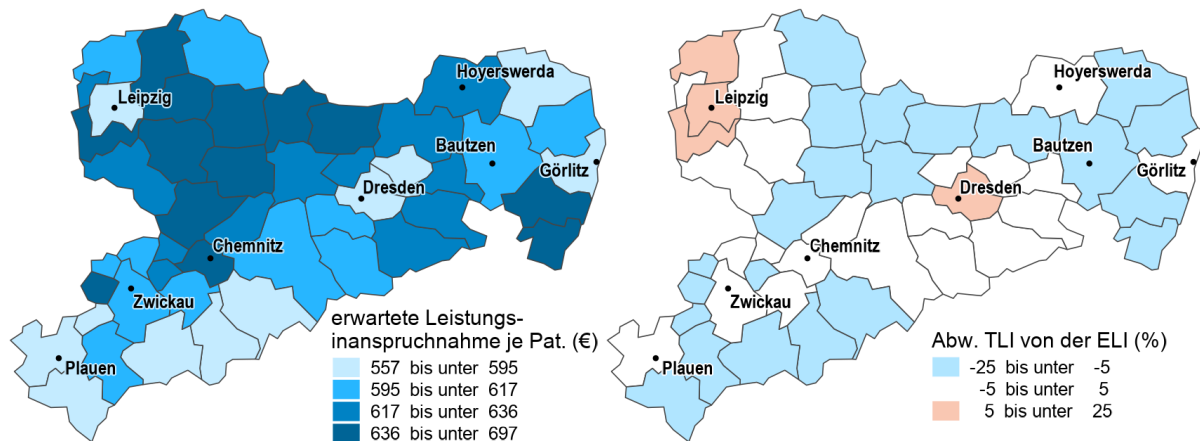 Hoyerswerda
Leipzig
Bautzen
Görlitz
Dresden
Chemnitz
Zwickau
Plauen
erwartete Leistungs-
inanspruchnahme je Pat. (€)
557 bis unter 595
595 bis unter 617
617 bis unter 636
636 bis unter 697
Hoyerswerda
Leipzig
Bautzen
Görlitz
Dresden
Chemnitz
Zwickau
Plauen
Abw. TLI von der ELI (%)
-25 bis unter -5
-5 bis unter 5
5 bis unter 25